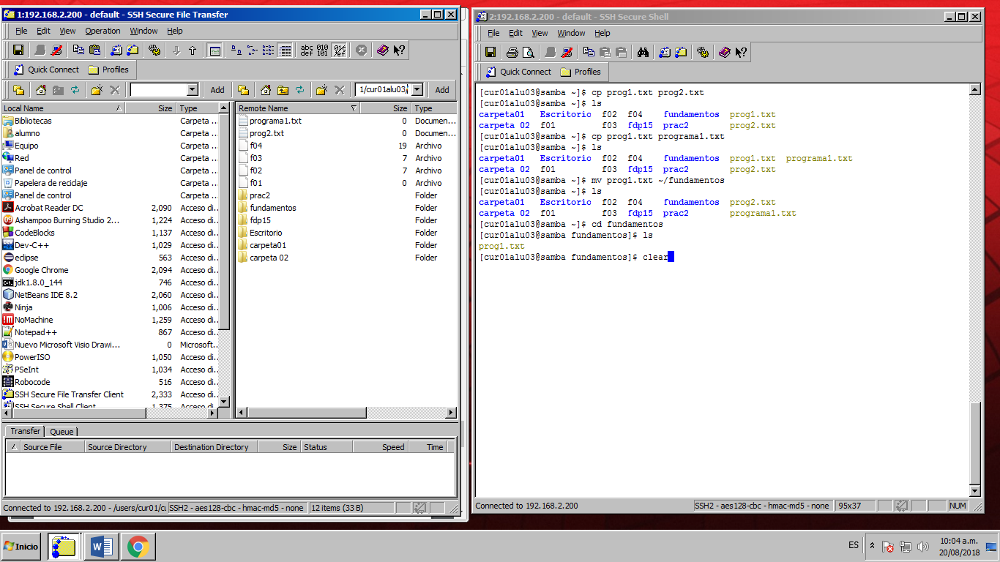 1:192.168.2.200 - default - SSH Secure File Transfer
File Edit View Operation Window Help
abc 010 01¢
def 101 ¥€f
Quick Connect Profiles
Add 1/cur01alu03/ Add
Local Name Size Type
Bibliotecas Carpeta ...
alumno Carpeta ...
Equipo Carpeta ...
Red Carpeta ...
Panel de control Carpeta ...
Papelera de reciclaje Carpeta ...
Panel de control Carpeta ...
Acrobat Reader DC 2,090 Acceso di...
Ashampoo Burning Studio 2... 1,224 Acceso di...
CodeBlocks 1,137 Acceso di...
Dev-C++ 1,029 Acceso di...
eclipse 563 Acceso di...
Google Chrome 2,094 Acceso di...
jdk1.8.0_144 746 Acceso di...
NetBeans IDE 8.2 2,060 Acceso di...
Ninja 1,006 Acceso di...
NoMachine 1,259 Acceso di...
Notepad++ 867 Acceso di...
Nuevo Microsoft Visio Drawi... 0 Microsoft...
PowerISO 1,050 Acceso di...
PSeInt 1,034 Acceso di...
Robocode 516 Acceso di...
SSH Secure File Transfer Client 2,333 Acceso di...
SSH Secure Shell Client 1,375 Acceso di...
Remote Name Size Type
programa1.txt 0 Documen...
prog2.txt 0 Documen...
f04 19 Archivo
f03 7 Archivo
f02 7 Archivo
f01 0 Archivo
prac2 Folder
fundamentos Folder
fdp15 Folder
Escritorio Folder
carpeta01 Folder
carpeta 02 Folder
Transfer Queue
Source File Source Directory Destination Directory Size Status Speed Time
Connected to 192.168.2.200 - /users/cur01/cu SSH2 - aes128-cbc - hmac-md5 - none 12 items (33 B)
2:192.168.2.200 - default - SSH Secure Shell
File Edit View Window Help
Quick Connect Profiles
[cur01alu03@samba ~]$ cp prog1.txt prog2.txt
[cur01alu03@samba ~]$ ls
carpeta01 Escritorio f02 f04 fundamentos prog1.txt
carpeta 02 f01 f03 fdp15 prac2 prog2.txt
[cur01alu03@samba ~]$ cp prog1.txt programa1.txt
[cur01alu03@samba ~]$ ls
carpeta01 Escritorio f02 f04 fundamentos prog1.txt programa1.txt
carpeta 02 f01 f03 fdp15 prac2 prog2.txt
[cur01alu03@samba ~]$ mv prog1.txt ~/fundamentos
[cur01alu03@samba ~]$ ls
carpeta01 Escritorio f02 f04 fundamentos prog2.txt
carpeta 02 f01 f03 fdp15 prac2 programa1.txt
[cur01alu03@samba ~]$ cd fundamentos
[cur01alu03@samba fundamentos]$ ls
prog1.txt
[cur01alu03@samba fundamentos]$ clear
Connected to 192.168.2.200 SSH2 - aes128-cbc - hmac-md5 - none 95x37 NUM
Inicio
ES
10:04 a.m.
20/08/2018